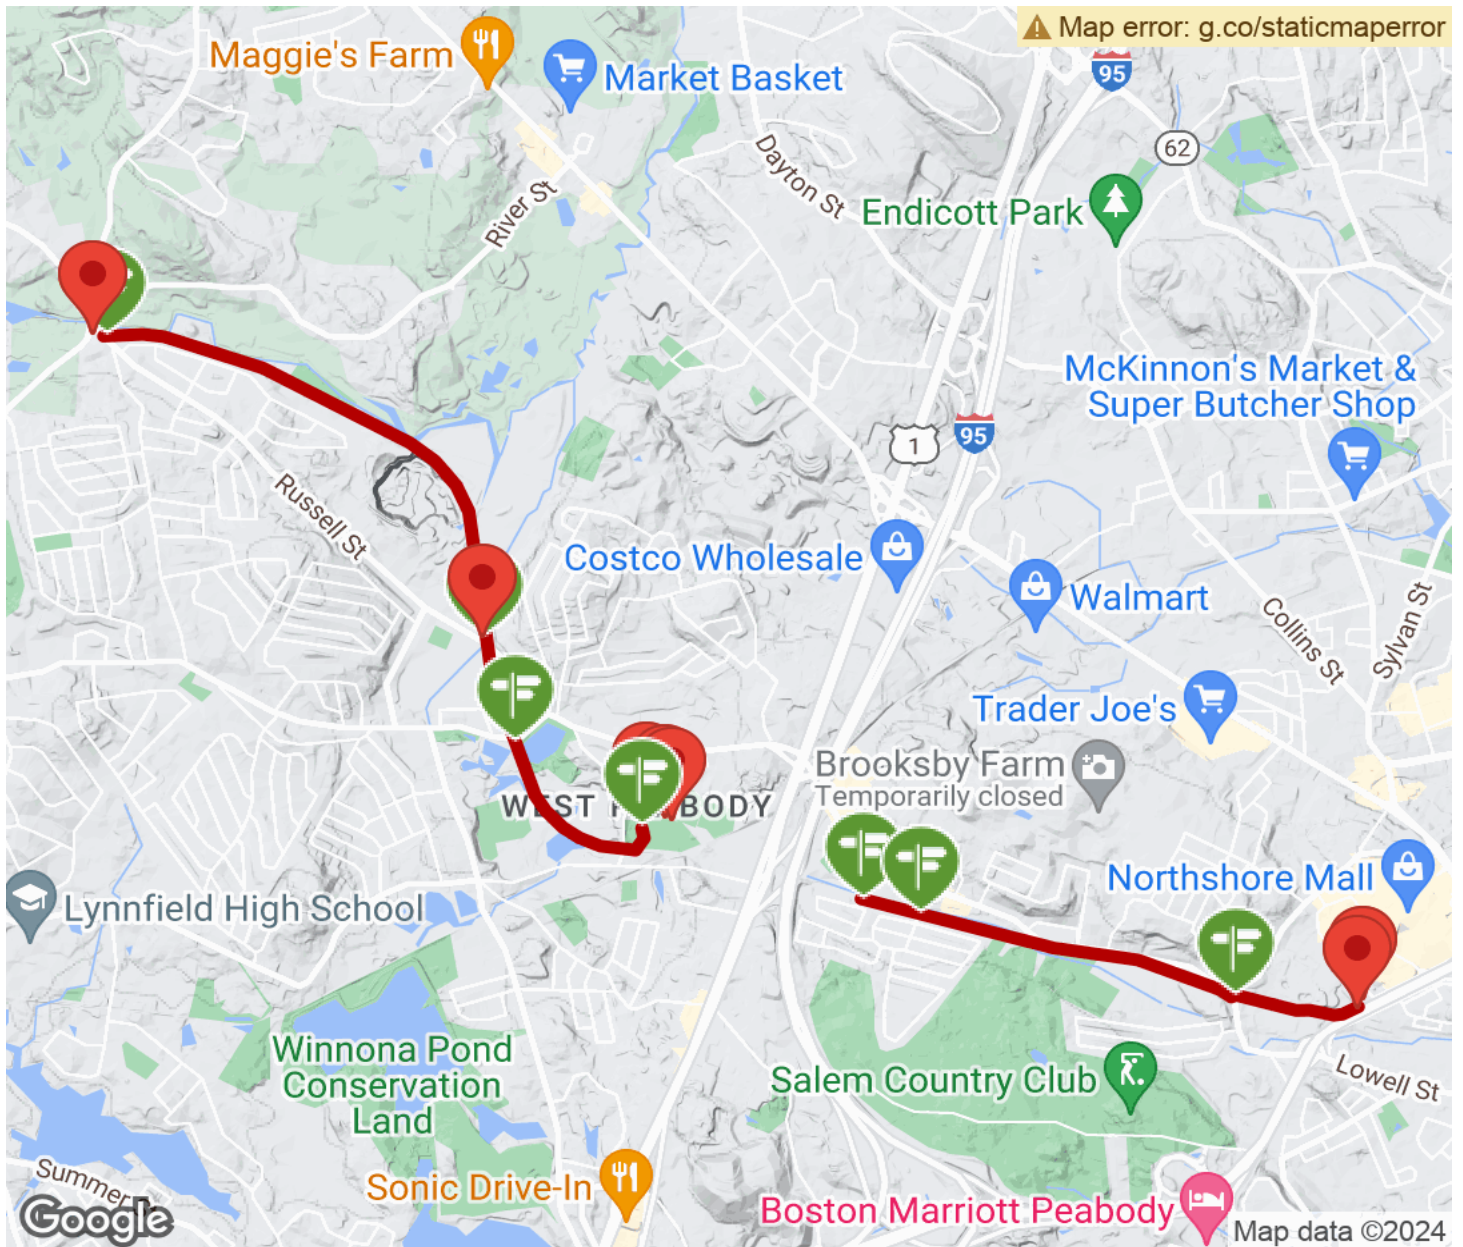 Map error: g.co/staticmaperror
Maggie's Farm
Market Basket
95
62
Dayton St
River St
Endicott Park
McKinnon's Market &
Super Butcher Shop
1
95
Russell St
Costco Wholesale
Walmart
Collins St
Sylvan St
Trader Joe's
Brooksby Farm
Temporarily closed
Northshore Mall
Lynnfield High School
Winnona Pond
Conservation
Land
Salem Country Club
Lowell St
Sonic Drive-In
Boston Marriott Peabody
Google
Map data ©2024